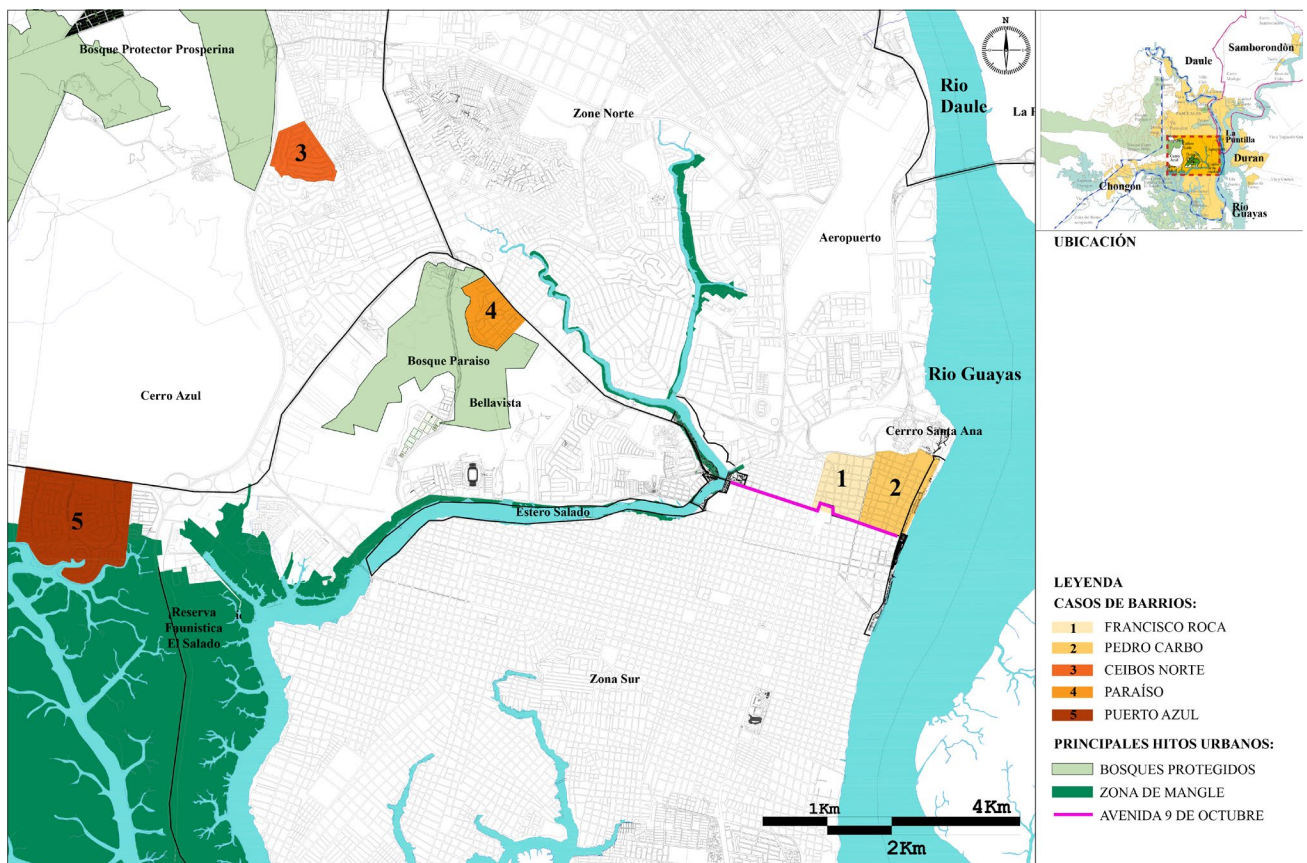 Bosque Protector Prosperina
3
Zone Norte
N
Rio
Daule
La P
Aeropuerto
4
Bosque Paraiso
Bellavista
Cerro Azul
Rio Guayas
Cerrro Santa Ana
1
2
5
Estero Salado
Reserva
Faunistica
El Salado
Zona Sur
1Km
4Km
2Km
Samborondòn
Daule
La
Puntilla
Duran
Chongón
Rio
Guayas
UBICACIÓN
LEYENDA
CASOS DE BARRIOS:
1 FRANCISCO ROCA
2 PEDRO CARBO
3 CEIBOS NORTE
4 PARAÍSO
5 PUERTO AZUL
PRINCIPALES HITOS URBANOS:
BOSQUES PROTEGIDOS
ZONA DE MANGLE
AVENIDA 9 DE OCTUBRE